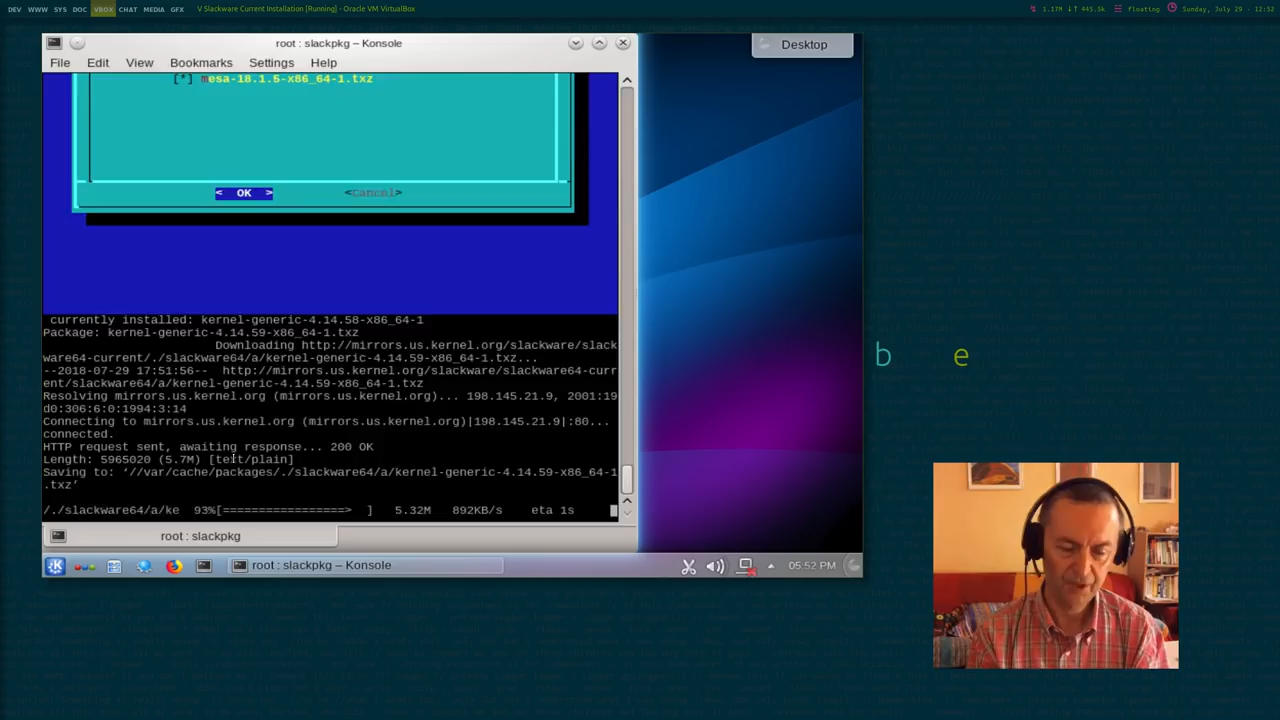 DEV WWW SYS DOC VBOX CHAT MEDIA GFX V Slackware Current Installation [Running] - Oracle VM VirtualBox 1.17M ↓↑ 445.5k floating Sunday, July 29 - 12:52
root : slackpkg – Konsole
Desktop
File Edit View Bookmarks Settings Help
[*] mesa-18.1.5-x86_64-1.txz
< OK > <Cancel>
currently installed: kernel-generic-4.14.58-x86_64-1
Package: kernel-generic-4.14.59-x86_64-1.txz
Downloading http://mirrors.us.kernel.org/slackware/slack
ware64-current/./slackware64/a/kernel-generic-4.14.59-x86_64-1.txz...
--2018-07-29 17:51:56-- http://mirrors.us.kernel.org/slackware/slackware64-curr
ent/slackware64/a/kernel-generic-4.14.59-x86_64-1.txz
Resolving mirrors.us.kernel.org (mirrors.us.kernel.org)... 198.145.21.9, 2001:19
d0:306:6:0:1994:3:14
Connecting to mirrors.us.kernel.org (mirrors.us.kernel.org)|198.145.21.9|:80...
connected.
HTTP request sent, awaiting response... 200 OK
Length: 5965020 (5.7M) [text/plain]
Saving to: ‘//var/cache/packages/./slackware64/a/kernel-generic-4.14.59-x86_64-1
.txz’
/./slackware64/a/ke 93%[=================> ] 5.32M 892KB/s eta 1s
b e
root : slackpkg
root : slackpkg – Konsole 05:52 PM